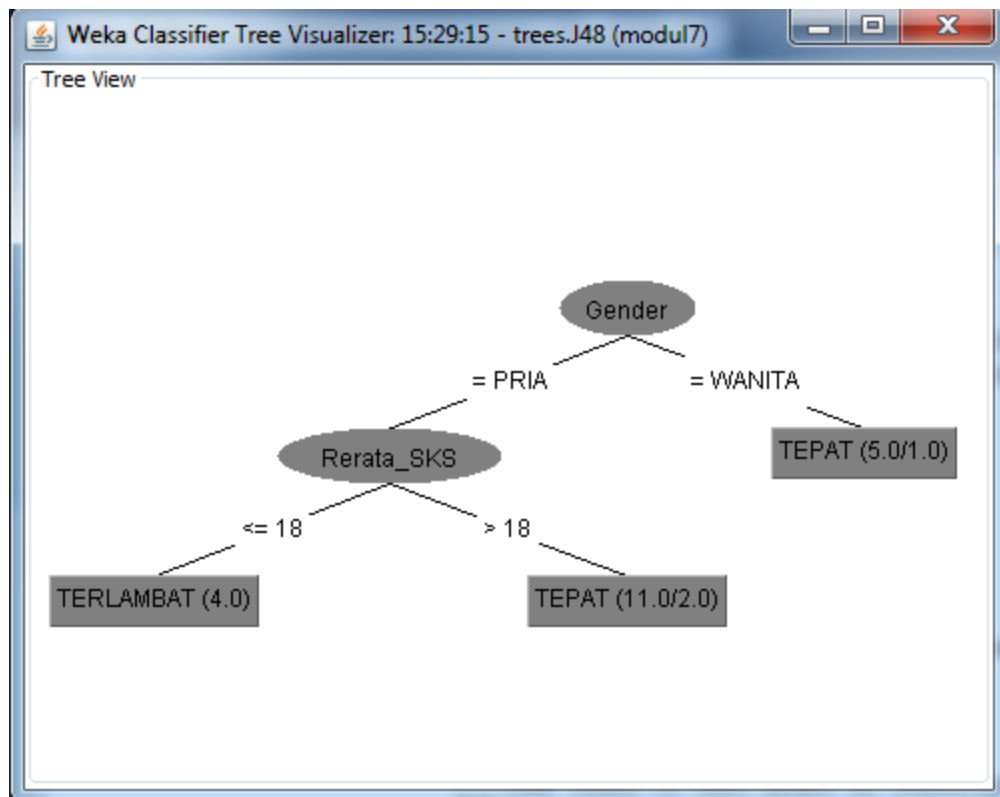 Weka Classifier Tree Visualizer: 15:29:15 - trees.J48 (modul7)
Tree View
Gender
= PRIA
= WANITA
Rerata_SKS
TEPAT (5.0/1.0)
<= 18
> 18
TERLAMBAT (4.0)
TEPAT (11.0/2.0)